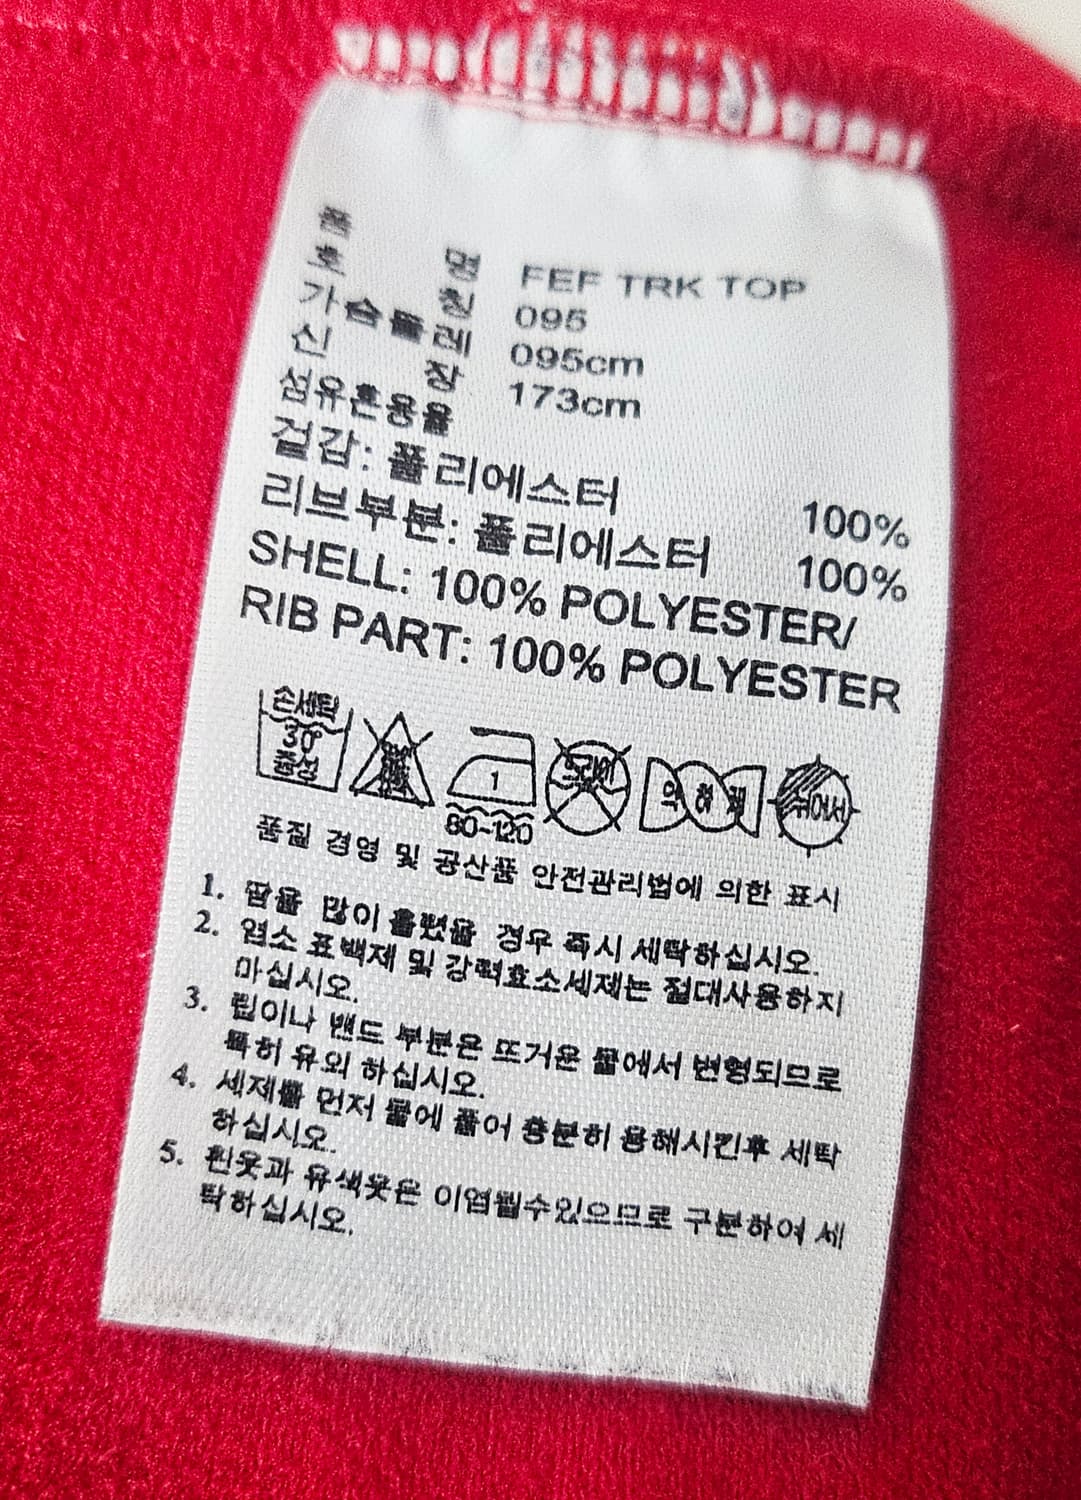 품 명 FEF TRK TOP
호 칭 095
가슴둘레 095cm
신 장 173cm
섬유혼용율
겉감: 폴리에스터 100%
리브부분: 폴리에스터 100%
SHELL: 100% POLYESTER/
RIB PART: 100% POLYESTER
손세탁
30°
중성
1
80~120
드라이
약하게
뉘어서
품질 경영 및 공산품 안전관리법에 의한 표시
1. 땀을 많이 흘렸을 경우 즉시 세탁하십시오.
2. 염소 표백제 및 강력효소세제는 절대사용하지
마십시오.
3. 립이나 밴드 부분은 뜨거운 물에서 변형되므로
특히 유의 하십시오.
4. 세제를 먼저 물에 풀어 충분히 용해시킨후 세탁
하십시오.
5. 흰옷과 유색옷은 이염될수있으므로 구분하여 세
탁하십시오.